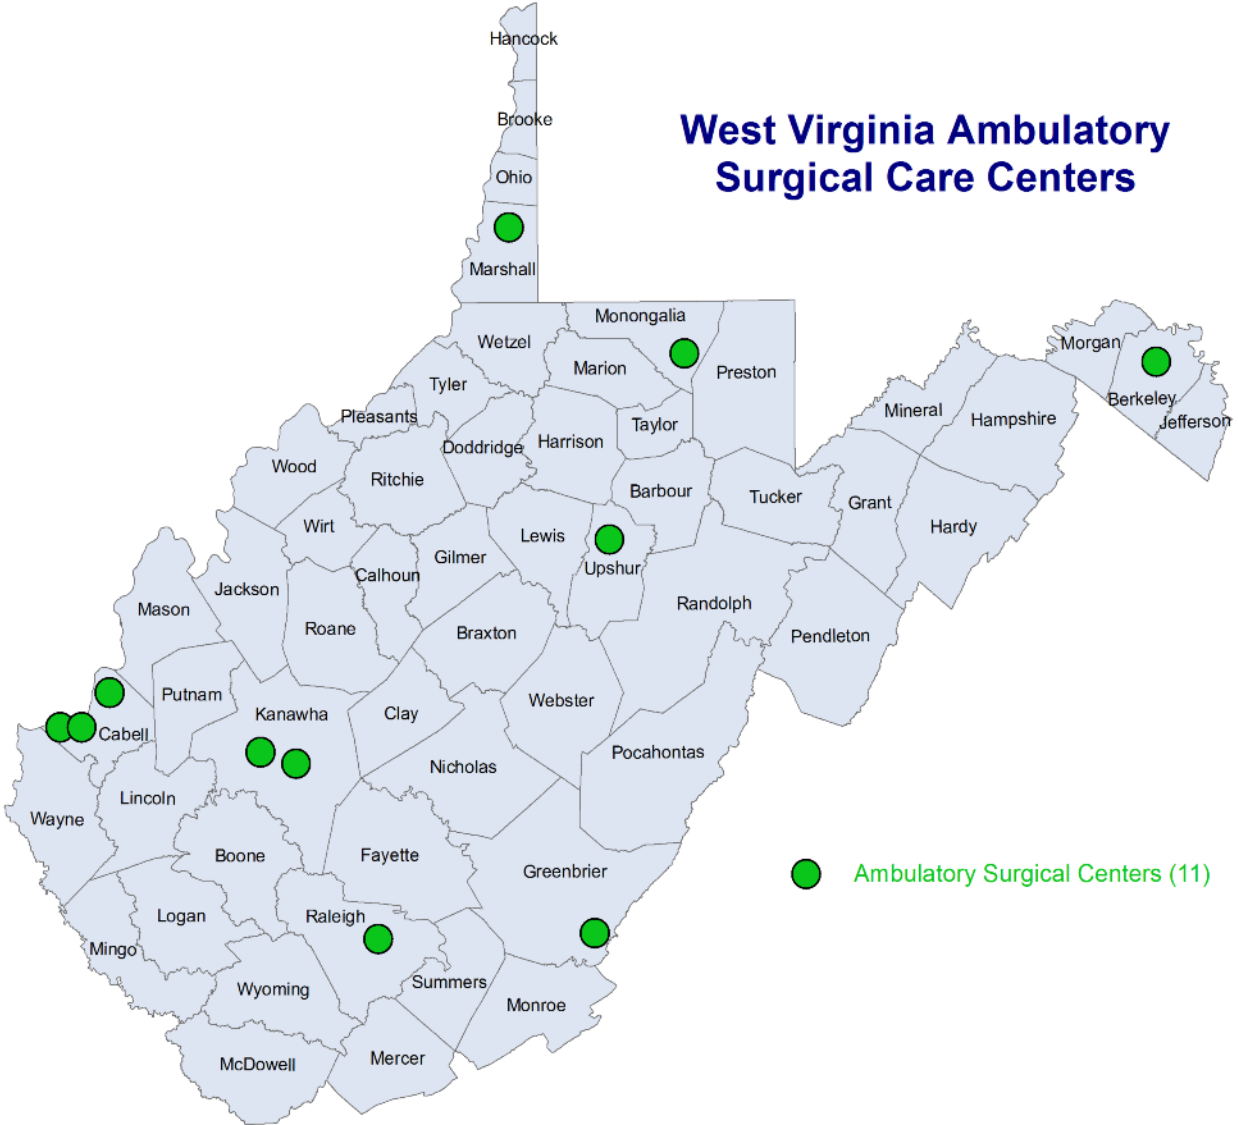 Hancock
Brooke
West Virginia Ambulatory
Surgical Care Centers
Ohio
Marshall
Monongalia
Wetzel
Morgan
Marion
Preston
Tyler
Berkeley
Mineral
Pleasants
Hampshire
Jefferson
Taylor
Doddridge
Harrison
Wood
Ritchie
Barbour
Tucker
Grant
Wirt
Hardy
Lewis
Gilmer
Upshur
Calhoun
Jackson
Randolph
Mason
Roane
Braxton
Pendleton
Putnam
Webster
Kanawha
Clay
Cabell
Pocahontas
Nicholas
Lincoln
Wayne
Boone
Fayette
Greenbrier
Ambulatory Surgical Centers (11)
Logan
Raleigh
Mingo
Summers
Wyoming
Monroe
Mercer
McDowell